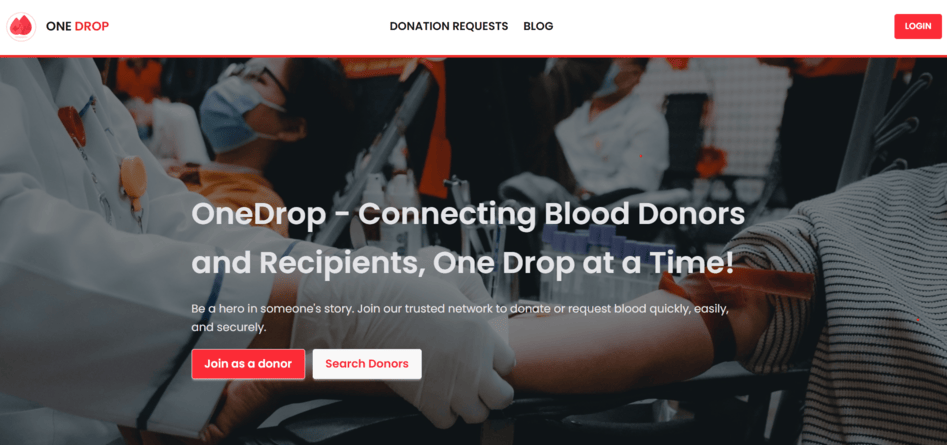 ONE DROP
DONATION REQUESTS
BLOG
LOGIN
OneDrop - Connecting Blood Donors
and Recipients, One Drop at a Time!
Be a hero in someone's story. Join our trusted network to donate or request blood quickly, easily,
and securely.
Join as a donor
Search Donors